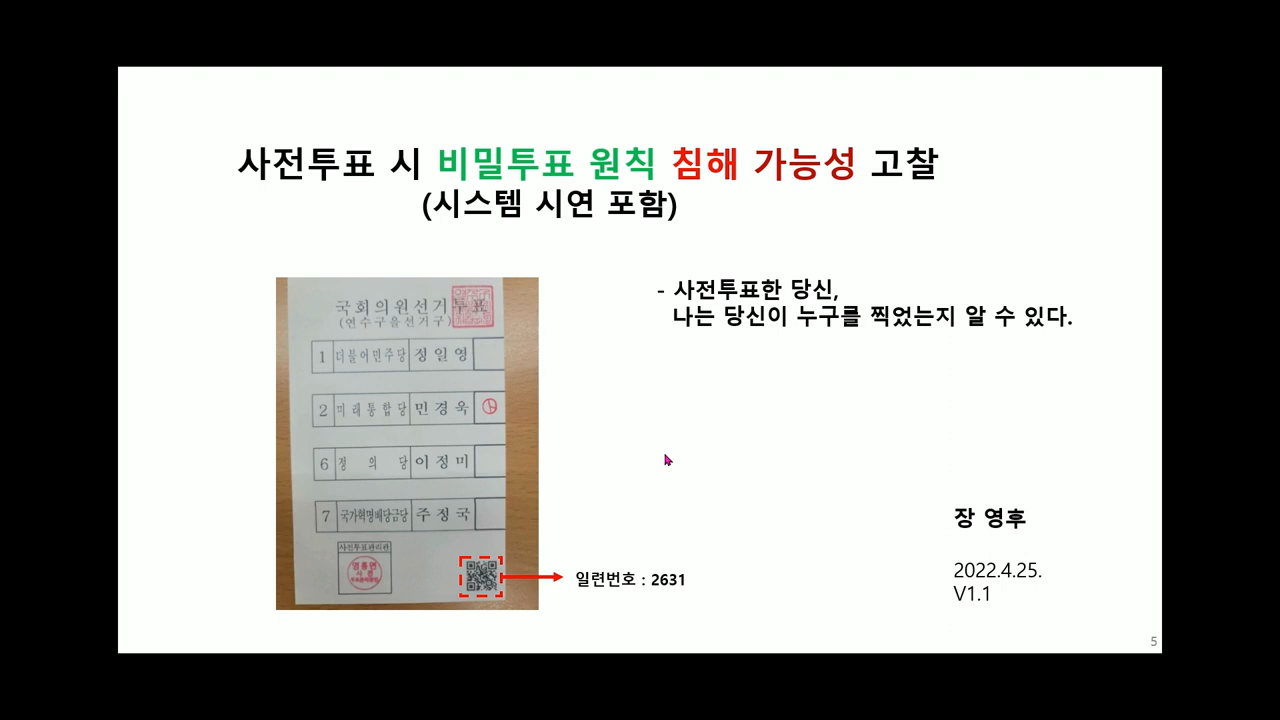 사전투표 시 비밀투표 원칙 침해 가능성 고찰
(시스템 시연 포함)
- 사전투표한 당신,
나는 당신이 누구를 찍었는지 알 수 있다.
국회의원선거투표
(연수구을선거구)
1 더불어민주당 정일영
2 미래통합당 민경욱
6 정의당 이정미
7 국가혁명배당금당 주정국
사전투표관리관
일련번호 : 2631
장 영후
2022.4.25.
V1.1
5